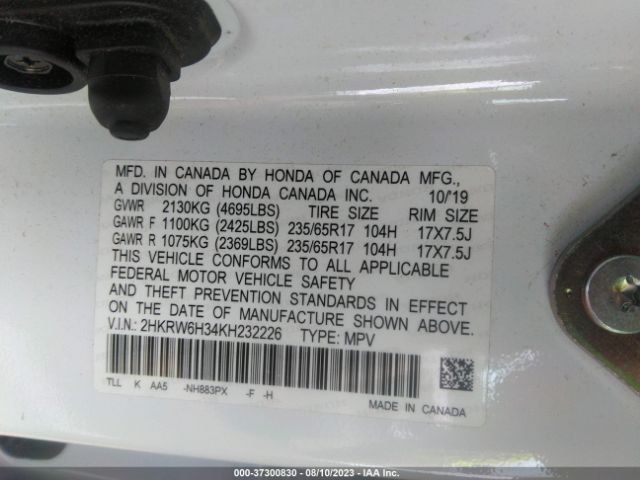 MFD. IN CANADA BY HONDA OF CANADA MFG.,
A DIVISION OF HONDA CANADA INC. 10/'19
GVWR 2130KG (4695LBS) TIRE SIZE RIM SIZE
GAWR F 1100KG (2425LBS) 235/65R17 104H 17X7.5J
GAWR R 1075KG (2369LBS) 235/65R17 104H 17X7.5J
THIS VEHICLE CONFORMS TO ALL APPLICABLE
FEDERAL MOTOR VEHICLE SAFETY
AND THEFT PREVENTION STANDARDS IN EFFECT
ON THE DATE OF MANUFACTURE SHOWN ABOVE.
V.I.N.: 2HKRW6H34KH232226 TYPE: MPV
TLL K AA5 -NH883PX -F -H
MADE IN CANADA
000-37300830 - 08/10/2023 - IAA Inc.